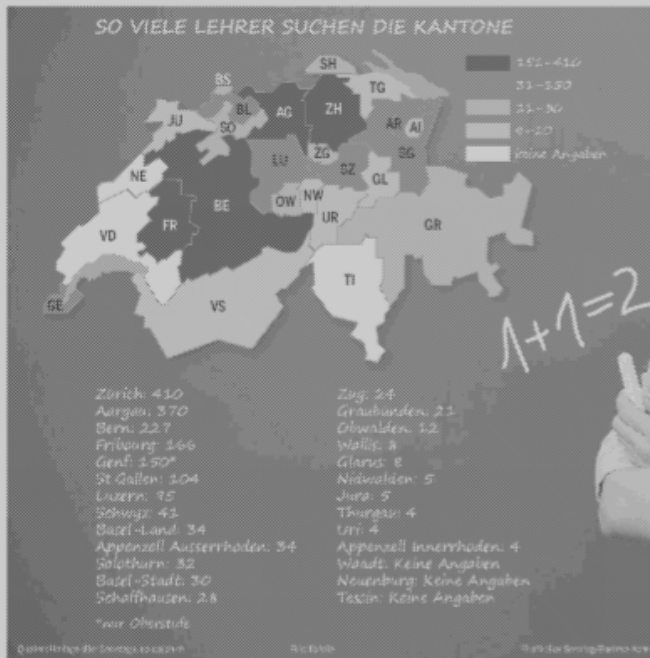 SO VIELE LEHRER SUCHEN DIE KANTONE
151-410
31-150
11-30
keine Angaben
SH
BS
TG
BL
AG
ZH
JU
SO
AR
AI
LU
ZG
SZ
SG
NE
GL
OW
NW
BE
UR
FR
GR
VD
TI
GE
VS
1+1=2
Zürich: 410
Aargau: 370
Bern: 227
Fribourg: 166
Genf: 150*
St Gallen: 104
Luzern: 95
Schwyz: 41
Basel-Land: 34
Appenzell Ausserrhoden: 34
Solothurn: 32
Basel-Stadt: 30
Schaffhausen: 28
*nur Oberstufe
Zug: 24
Graubünden: 21
Obwalden: 12
Wallis: 8
Glarus: 8
Nidwalden: 5
Jura: 5
Thurgau: 4
Uri: 4
Appenzell Innerrhoden: 4
Waadt: Keine Angaben
Neuenburg: Keine Angaben
Tessin: Keine Angaben